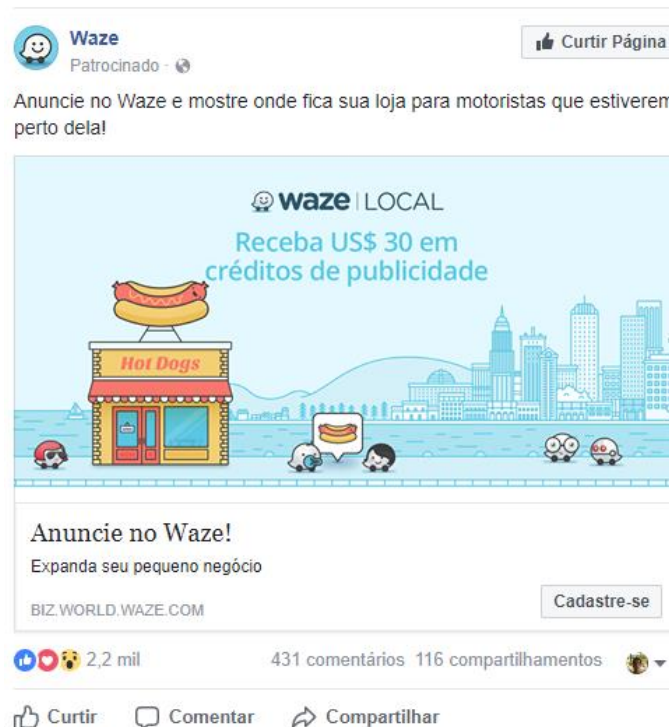 Waze
Patrocinado ·
Curtir Página
Anuncie no Waze e mostre onde fica sua loja para motoristas que estiverem
perto dela!
waze | LOCAL
Receba US$ 30 em
créditos de publicidade
Hot Dogs
Anuncie no Waze!
Expanda seu pequeno negócio
BIZ.WORLD.WAZE.COM
Cadastre-se
2,2 mil
431 comentários 116 compartilhamentos
Curtir Comentar Compartilhar